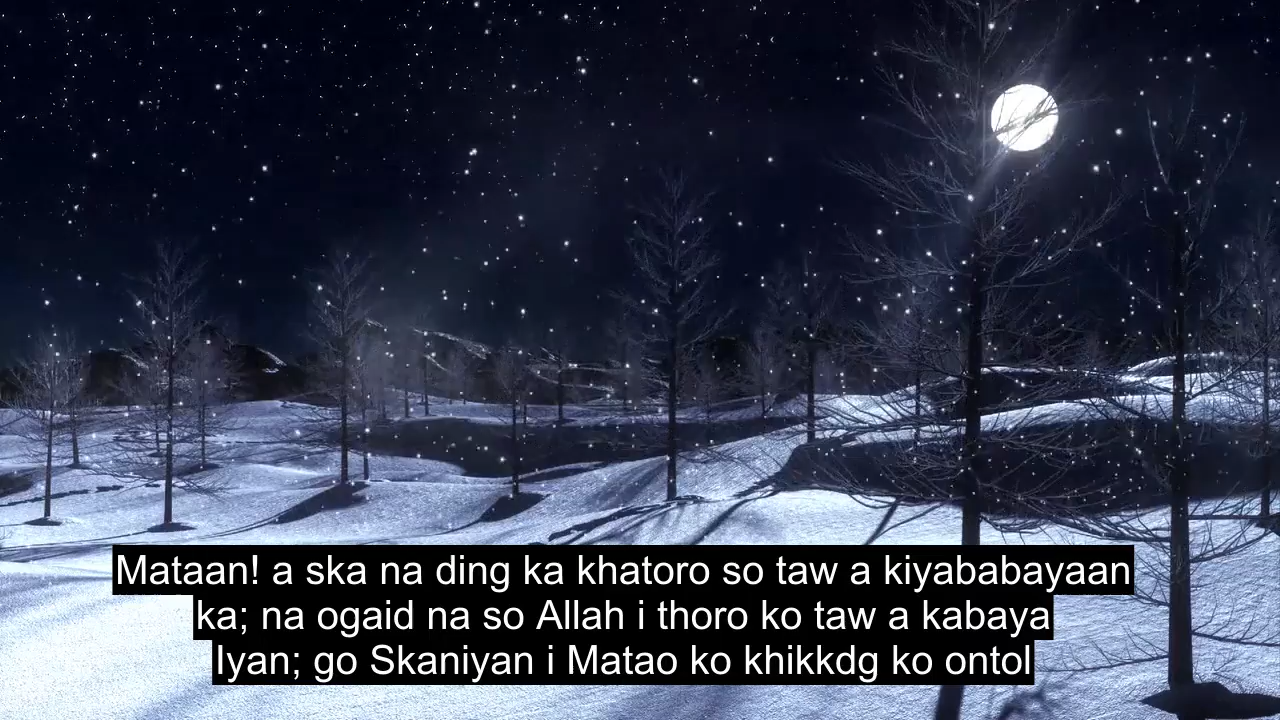 Mataan! a ska na ding ka khatoro so taw a kiyababayaan
ka; na ogaid na so Allah i thoro ko taw a kabaya
Iyan; go Skaniyan i Matao ko khikkdg ko ontol